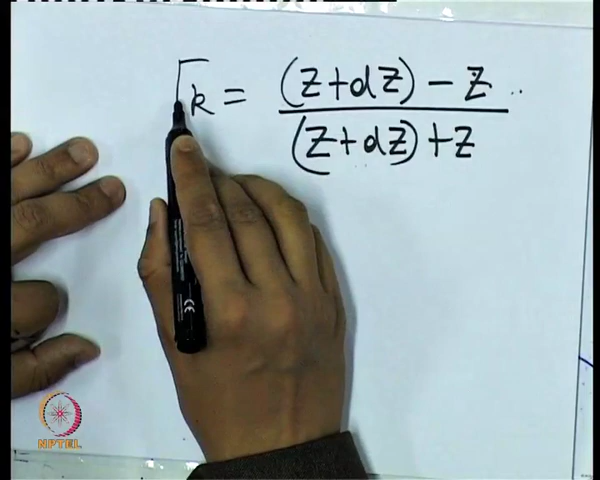 Γk = (Z+dZ) - Z / (Z+dZ) + Z
NPTEL